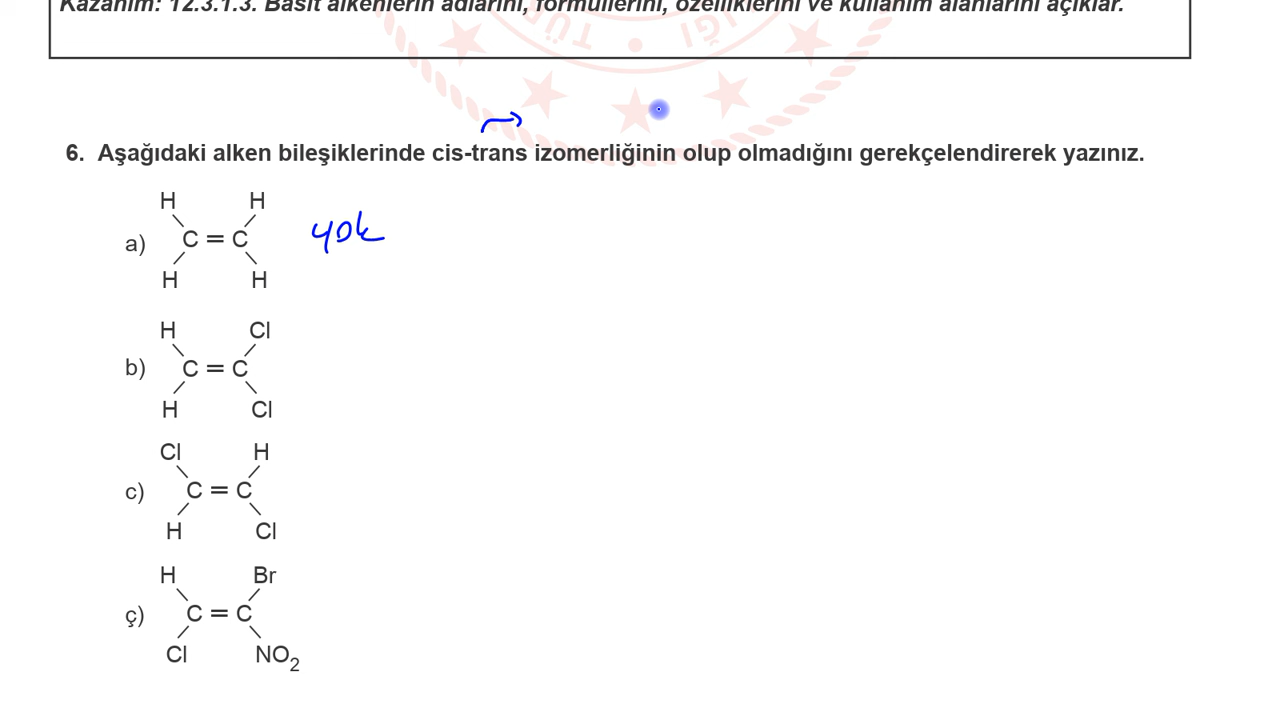 Kazanım: 12.3.1.3. Basit alkenlerin adlarını, formüllerini, özelliklerini ve kullanım alanlarını açıklar.
6. Aşağıdaki alken bileşiklerinde cis-trans izomerliğinin olup olmadığını gerekçelendirerek yazınız.
H H
a) C = C yok
H H
H Cl
b) C = C
H Cl
Cl H
c) C = C
H Cl
H Br
ç) C = C
Cl NO₂